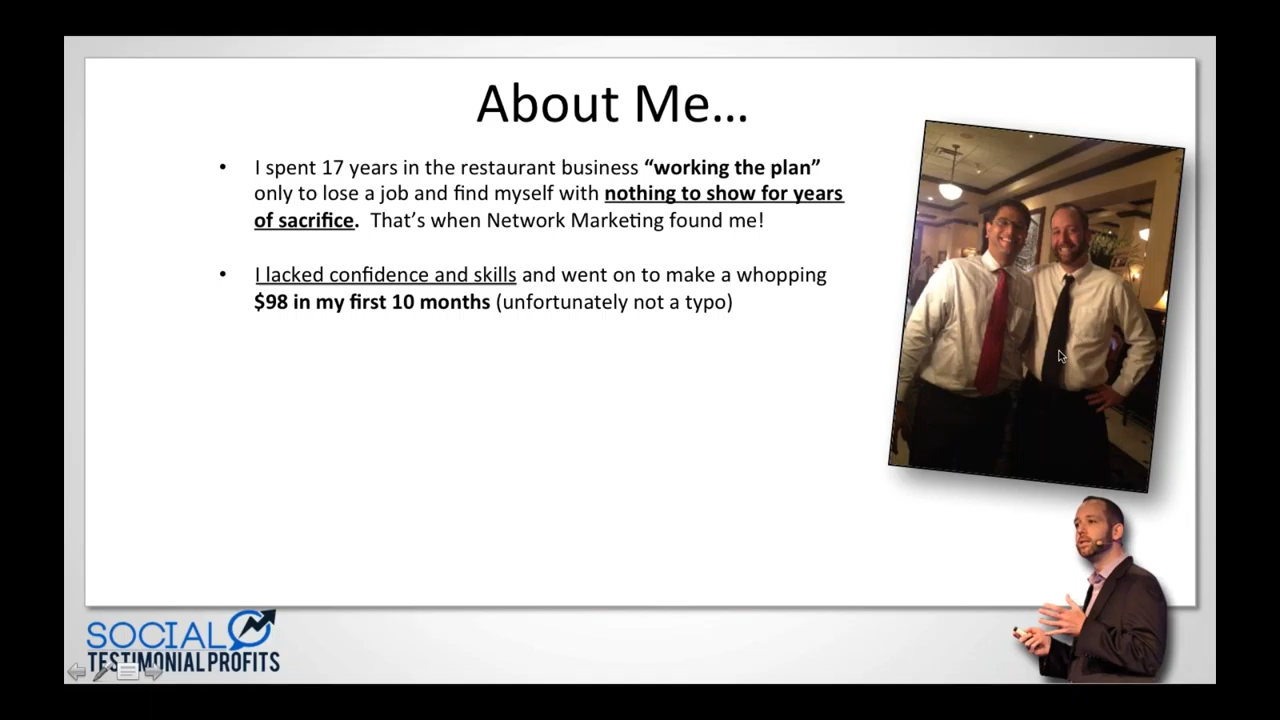 About Me...
• I spent 17 years in the restaurant business “working the plan”
only to lose a job and find myself with nothing to show for years
of sacrifice.  That’s when Network Marketing found me!
• I lacked confidence and skills and went on to make a whopping
$98 in my first 10 months (unfortunately not a typo)
SOCIAL
TESTIMONIAL PROFITS